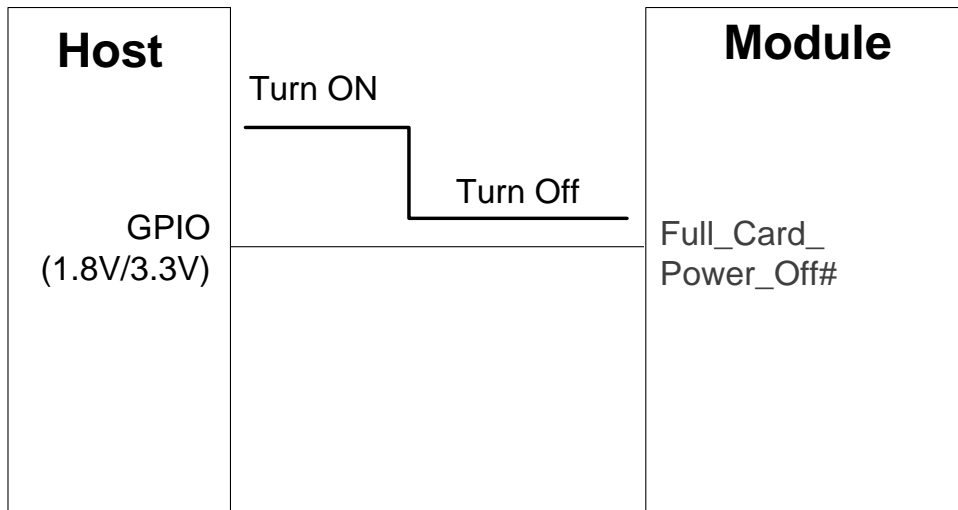 Host
Module
Turn ON
Turn Off
GPIO
(1.8V/3.3V)
Full_Card_
Power_Off#